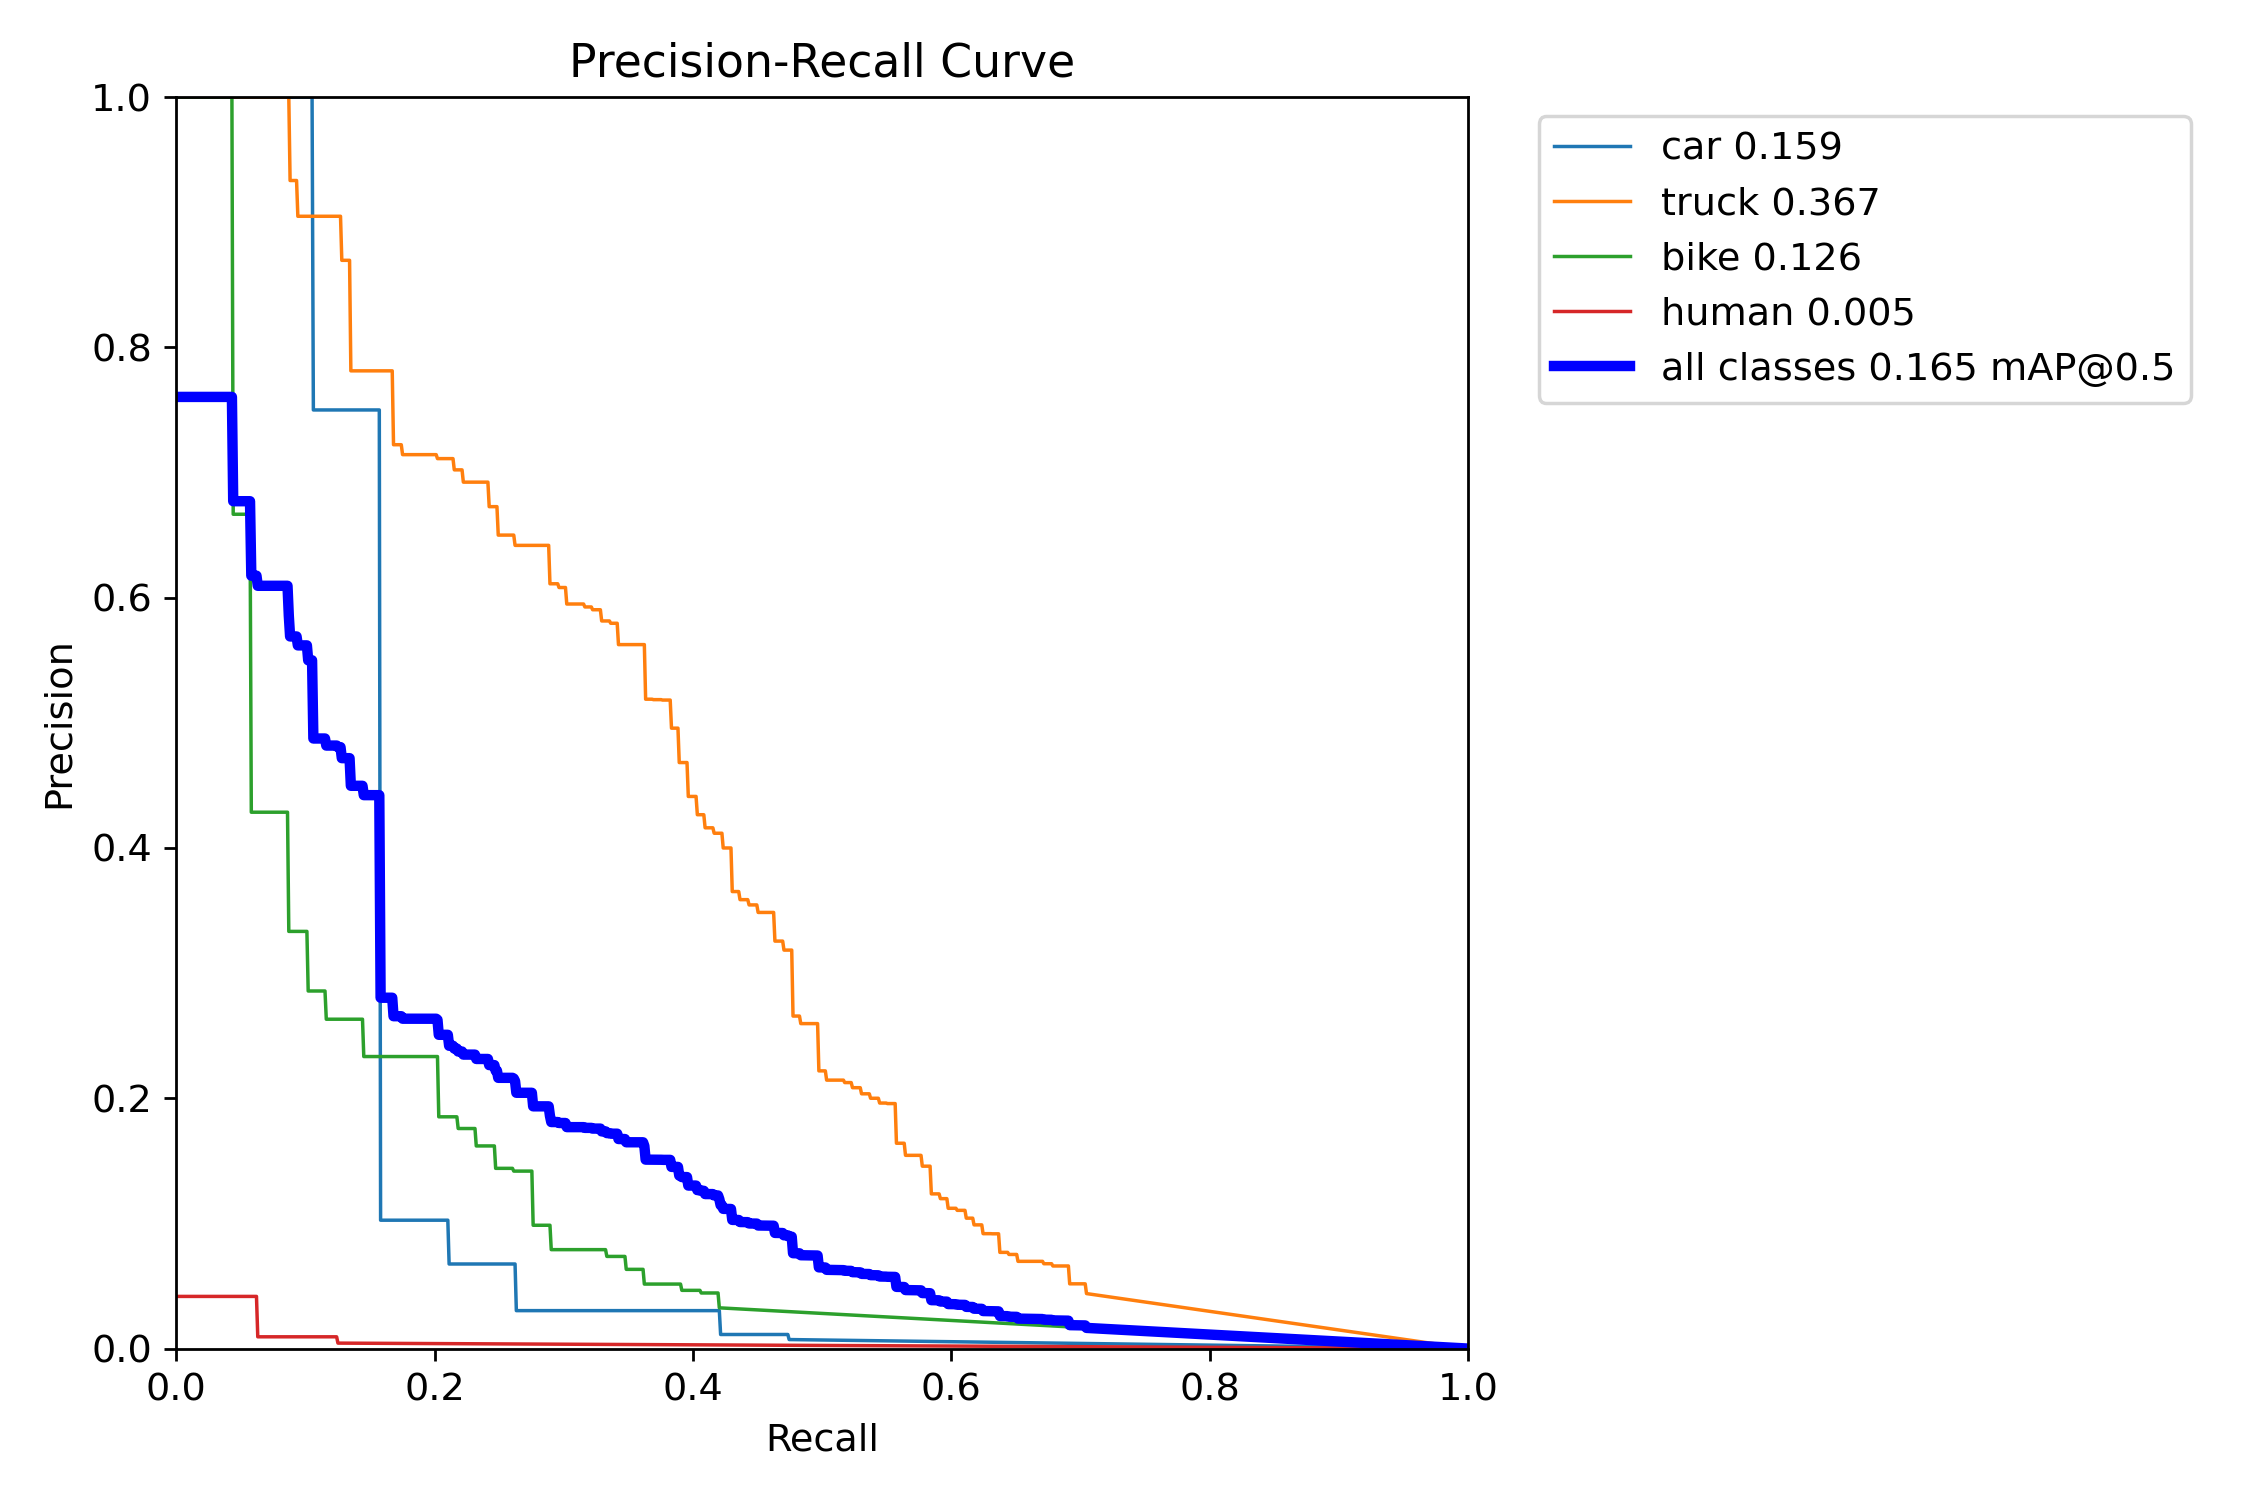 Precision-Recall Curve
1.0
0.8
0.6
0.4
0.2
0.0
Precision
0.0 0.2 0.4 0.6 0.8 1.0
Recall
car 0.159
truck 0.367
bike 0.126
human 0.005
all classes 0.165 mAP@0.5